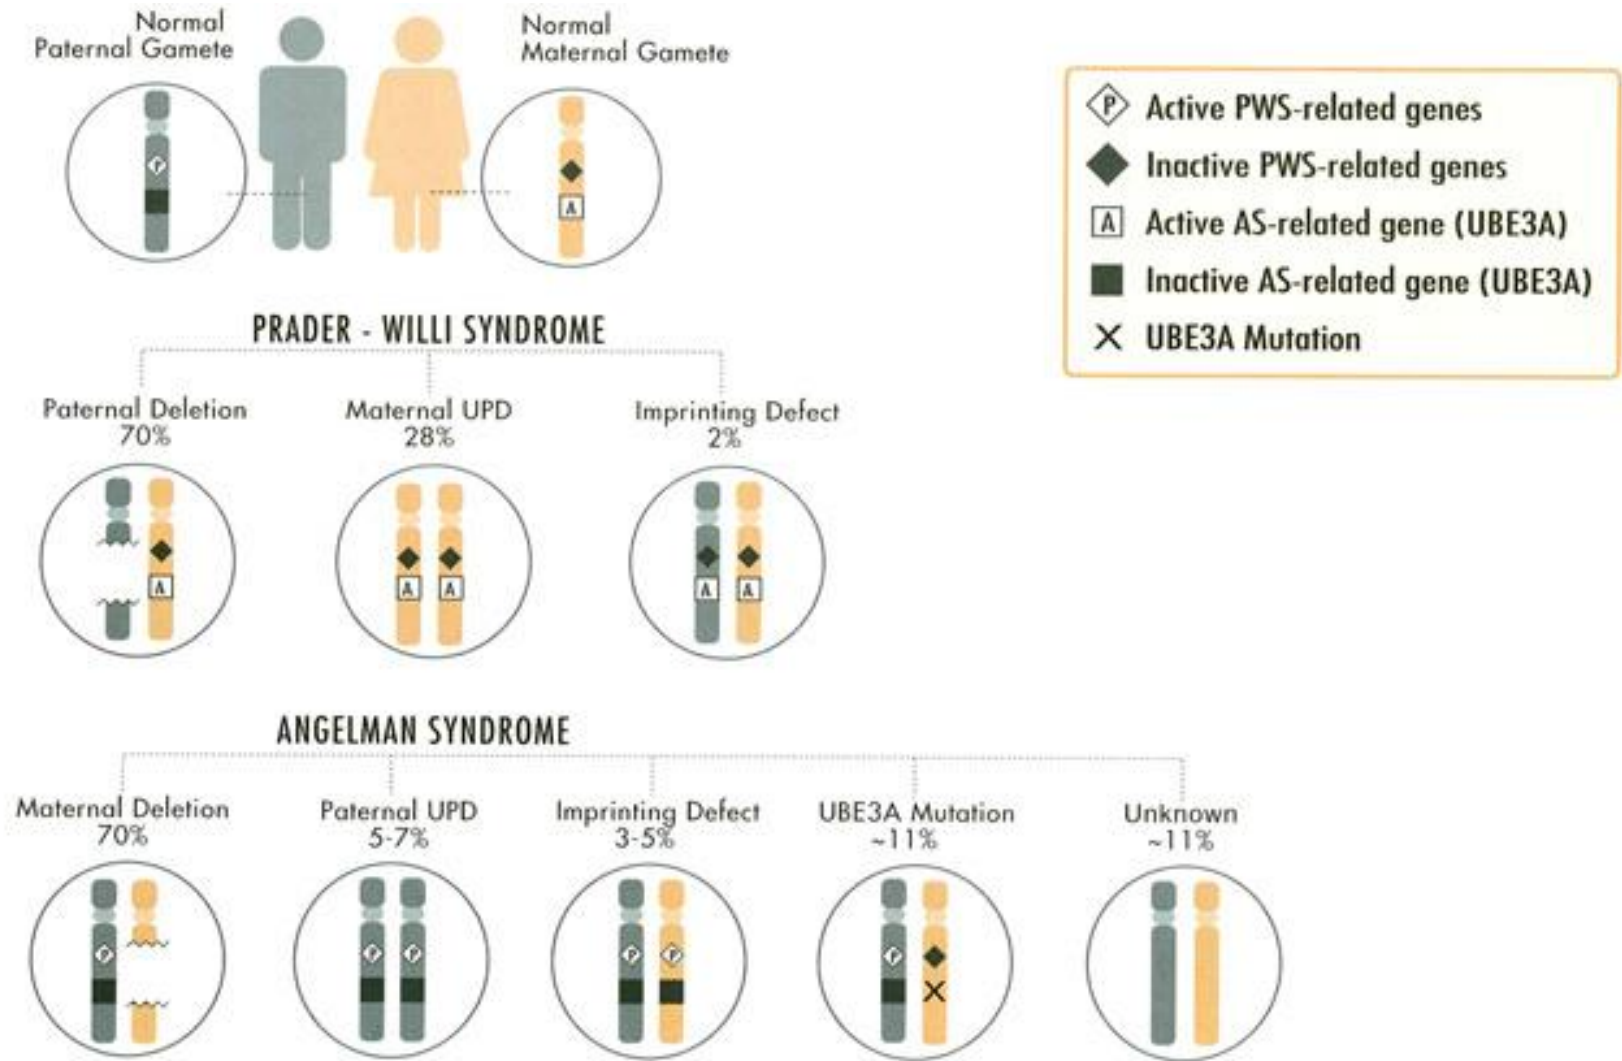 Normal
Paternal Gamete
Normal
Maternal Gamete
P
A
P Active PWS-related genes
Inactive PWS-related genes
A Active AS-related gene (UBE3A)
Inactive AS-related gene (UBE3A)
X UBE3A Mutation
PRADER - WILLI SYNDROME
Paternal Deletion
70%
Maternal UPD
28%
Imprinting Defect
2%
A
A A
A A
ANGELMAN SYNDROME
Maternal Deletion
70%
Paternal UPD
5-7%
Imprinting Defect
3-5%
UBE3A Mutation
~11%
Unknown
~11%
P
P P
P P
P
X